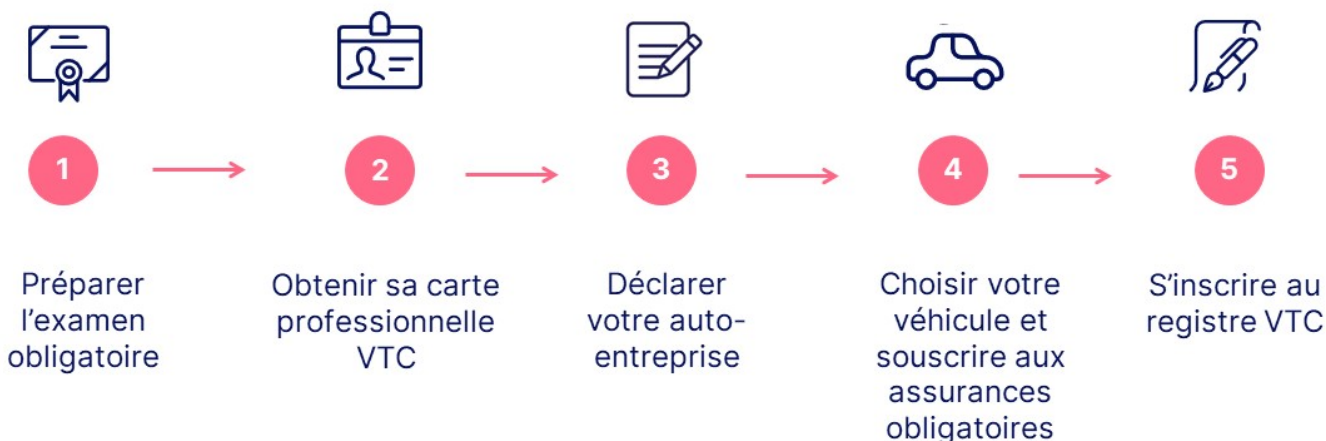 1
2
3
4
5
Préparer
l’examen
obligatoire
Obtenir sa carte
professionnelle
VTC
Déclarer
votre auto-
entreprise
Choisir votre
véhicule et
souscrire aux
assurances
obligatoires
S’inscrire au
registre VTC